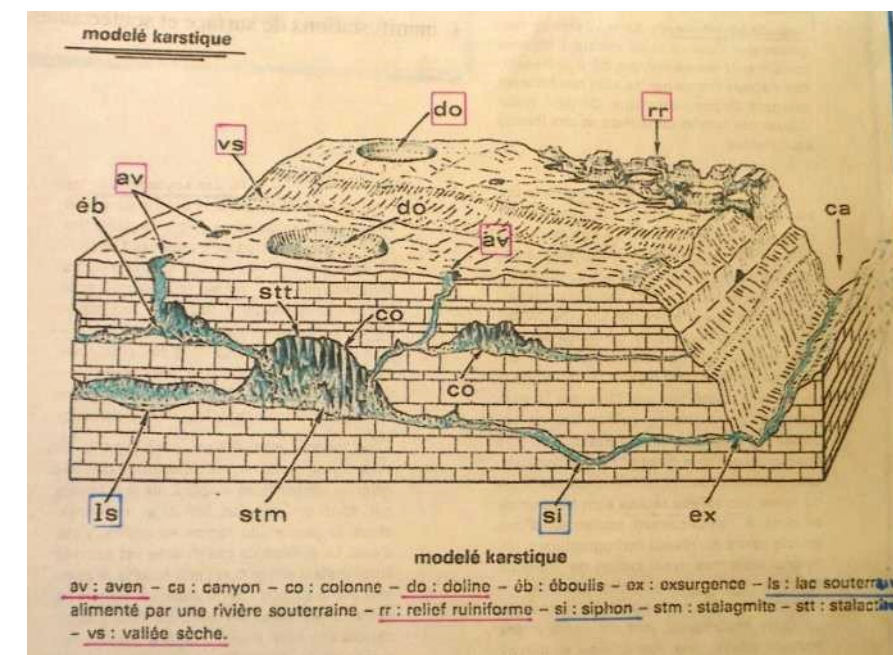 modelé karstique
do
rr
vs
av
éb
do
av
ca
stt
co
co
ls
stm
si
ex
modelé karstique
av : aven – ca : canyon – co : colonne – do : doline – éb : éboulis – ex : exsurgence – ls : lac
alimenté par une rivière souterraine – rr : relief ruiniforme – si : siphon – stm : stalagmite – stt :
– vs : vallée sèche.